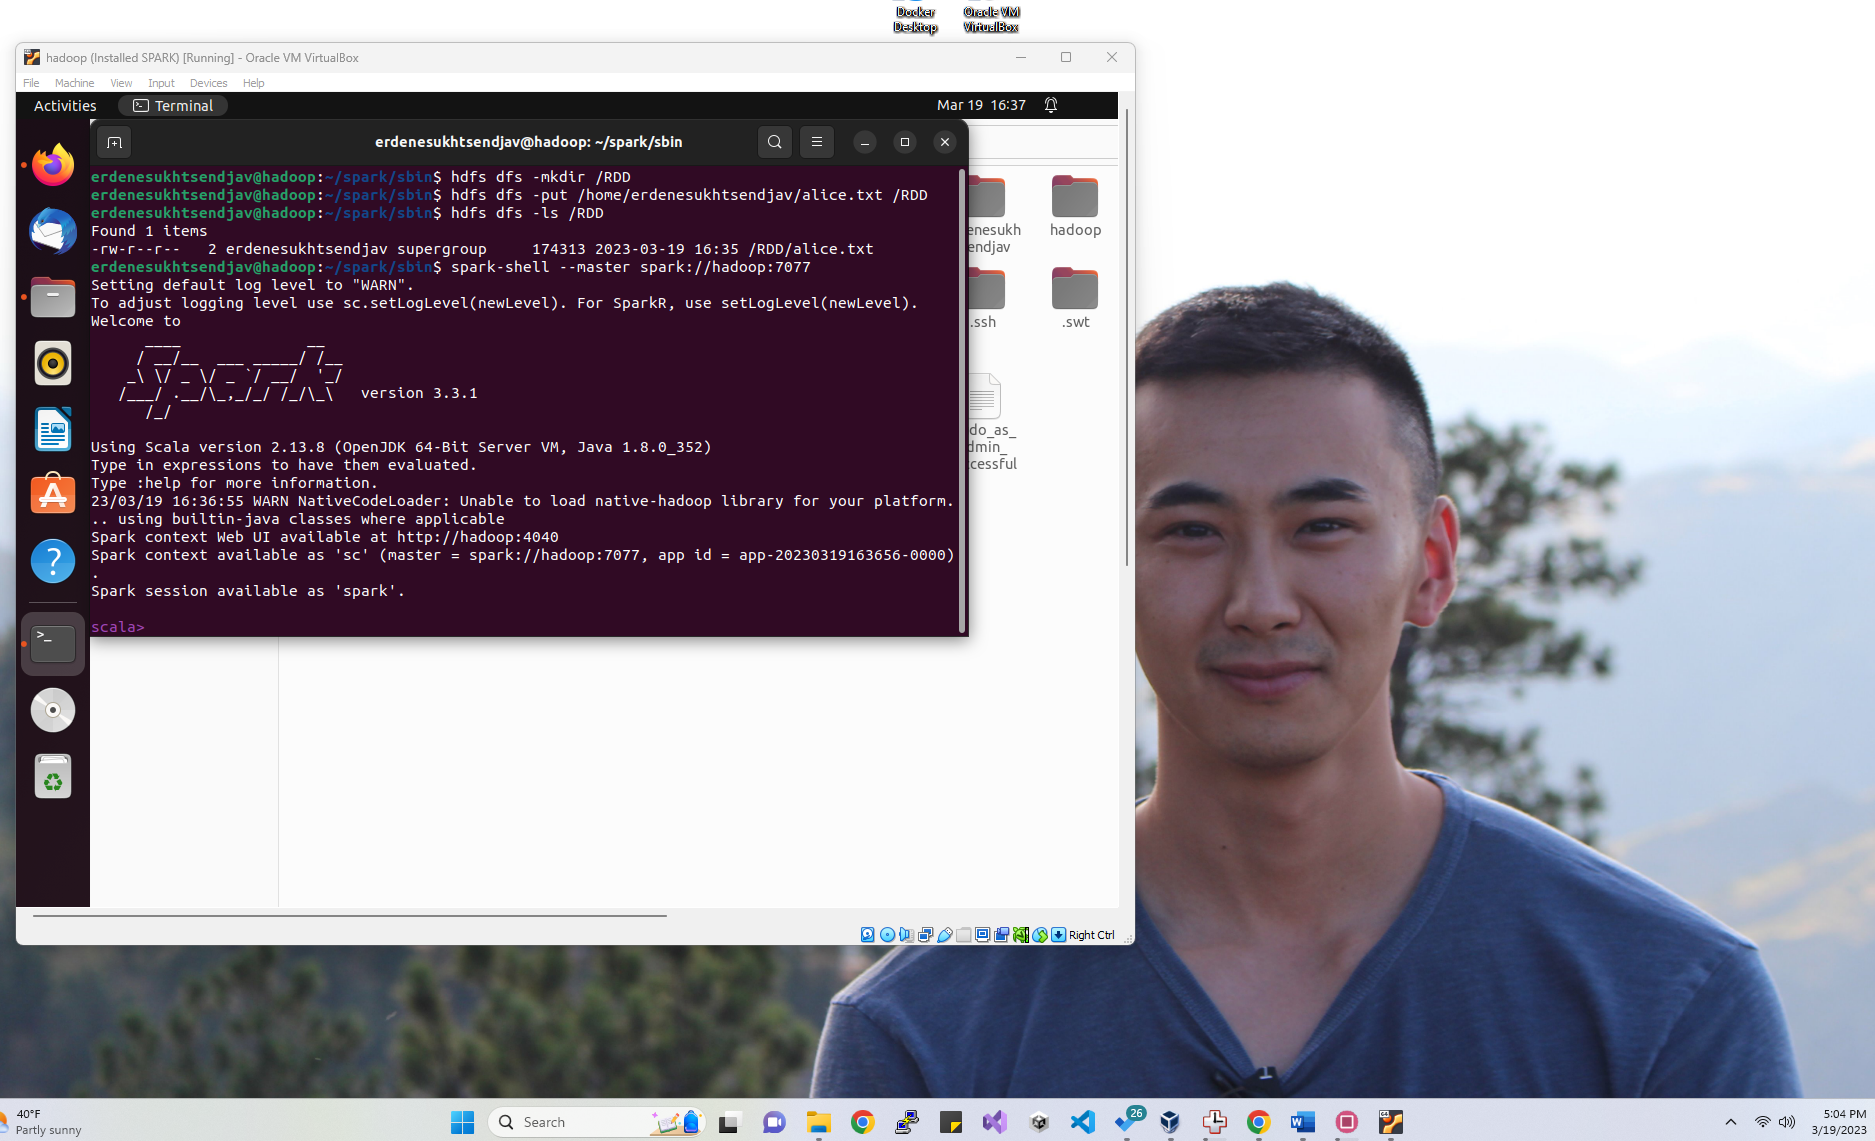 Docker Desktop
Oracle VM VirtualBox
hadoop (Installed SPARK) [Running] - Oracle VM VirtualBox
File Machine View Input Devices Help
Activities Terminal Mar 19 16:37
erdenesukhtsendjav@hadoop: ~/spark/sbin
erdenesukhtsendjav@hadoop:~/spark/sbin$ hdfs dfs -mkdir /RDD
erdenesukhtsendjav@hadoop:~/spark/sbin$ hdfs dfs -put /home/erdenesukhtsendjav/alice.txt /RDD
erdenesukhtsendjav@hadoop:~/spark/sbin$ hdfs dfs -ls /RDD
Found 1 items
-rw-r--r--   2 erdenesukhtsendjav supergroup     174313 2023-03-19 16:35 /RDD/alice.txt
erdenesukhtsendjav@hadoop:~/spark/sbin$ spark-shell --master spark://hadoop:7077
Setting default log level to "WARN".
To adjust logging level use sc.setLogLevel(newLevel). For SparkR, use setLogLevel(newLevel).
Welcome to
Spark version 3.3.1
Using Scala version 2.13.8 (OpenJDK 64-Bit Server VM, Java 1.8.0_352)
Type in expressions to have them evaluated.
Type :help for more information.
23/03/19 16:36:55 WARN NativeCodeLoader: Unable to load native-hadoop library for your platform.
.. using builtin-java classes where applicable
Spark context Web UI available at http://hadoop:4040
Spark context available as 'sc' (master = spark://hadoop:7077, app id = app-20230319163656-0000)
.
Spark session available as 'spark'.
scala>
enesukh
endjav
hadoop
.ssh
.swt
do_as_
dmin_
ccessful
Right Ctrl
40°F
Partly sunny
Search
26
5:04 PM
3/19/2023